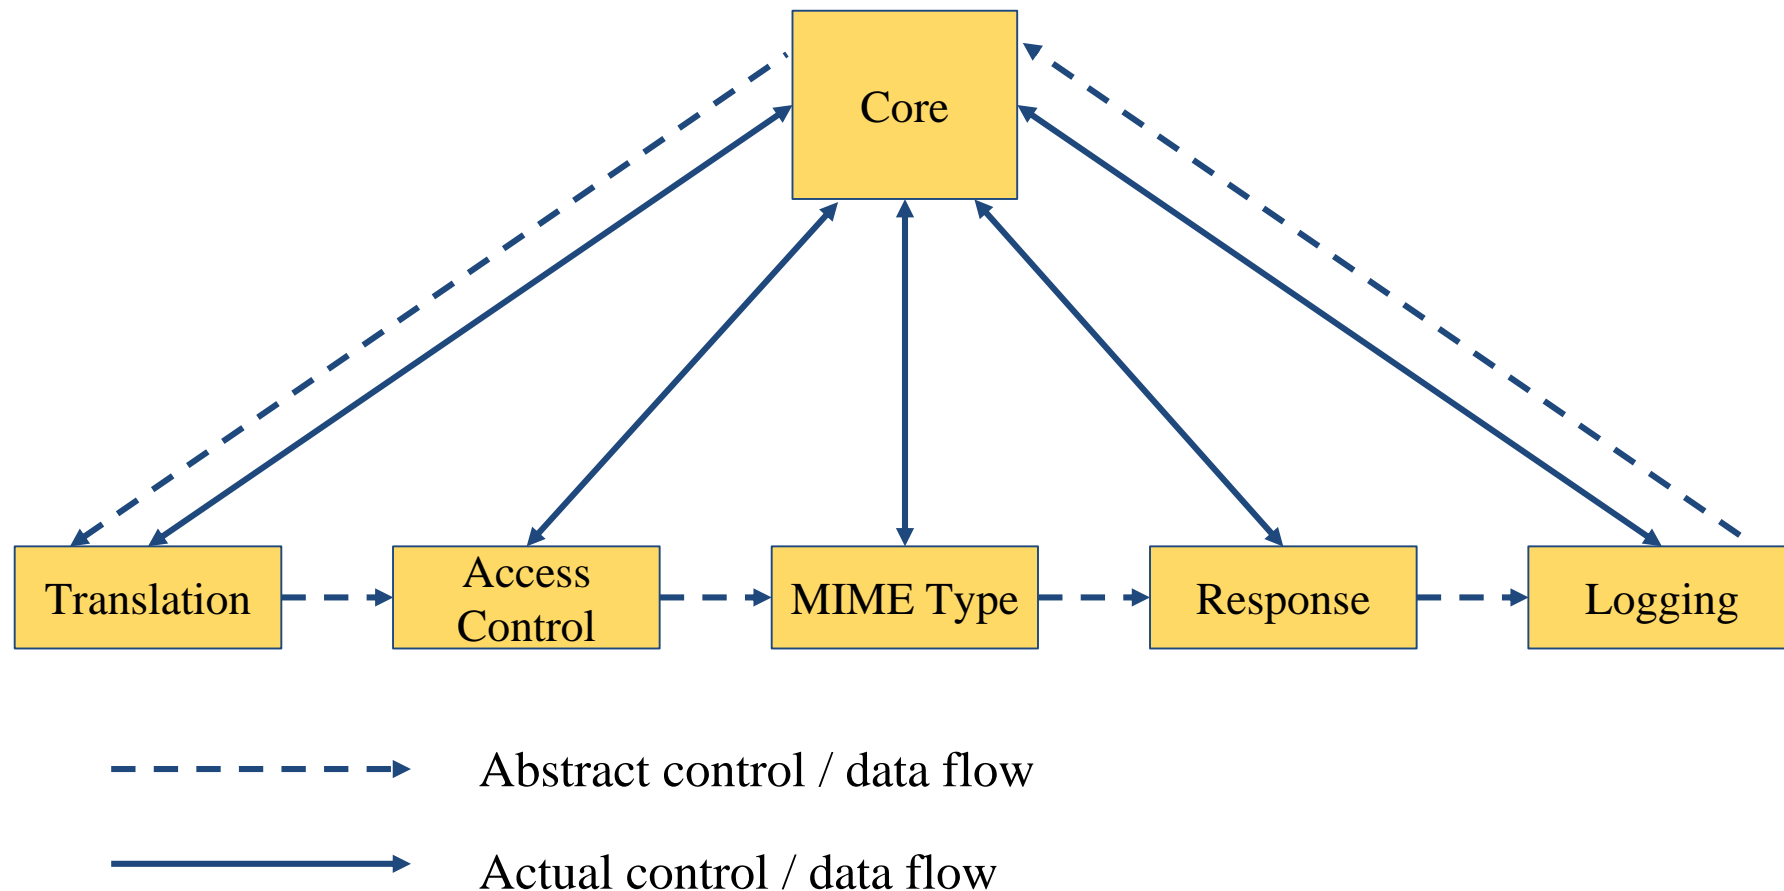 Core
Translation
Access
Control
MIME Type
Response
Logging
Abstract control / data flow
Actual control / data flow